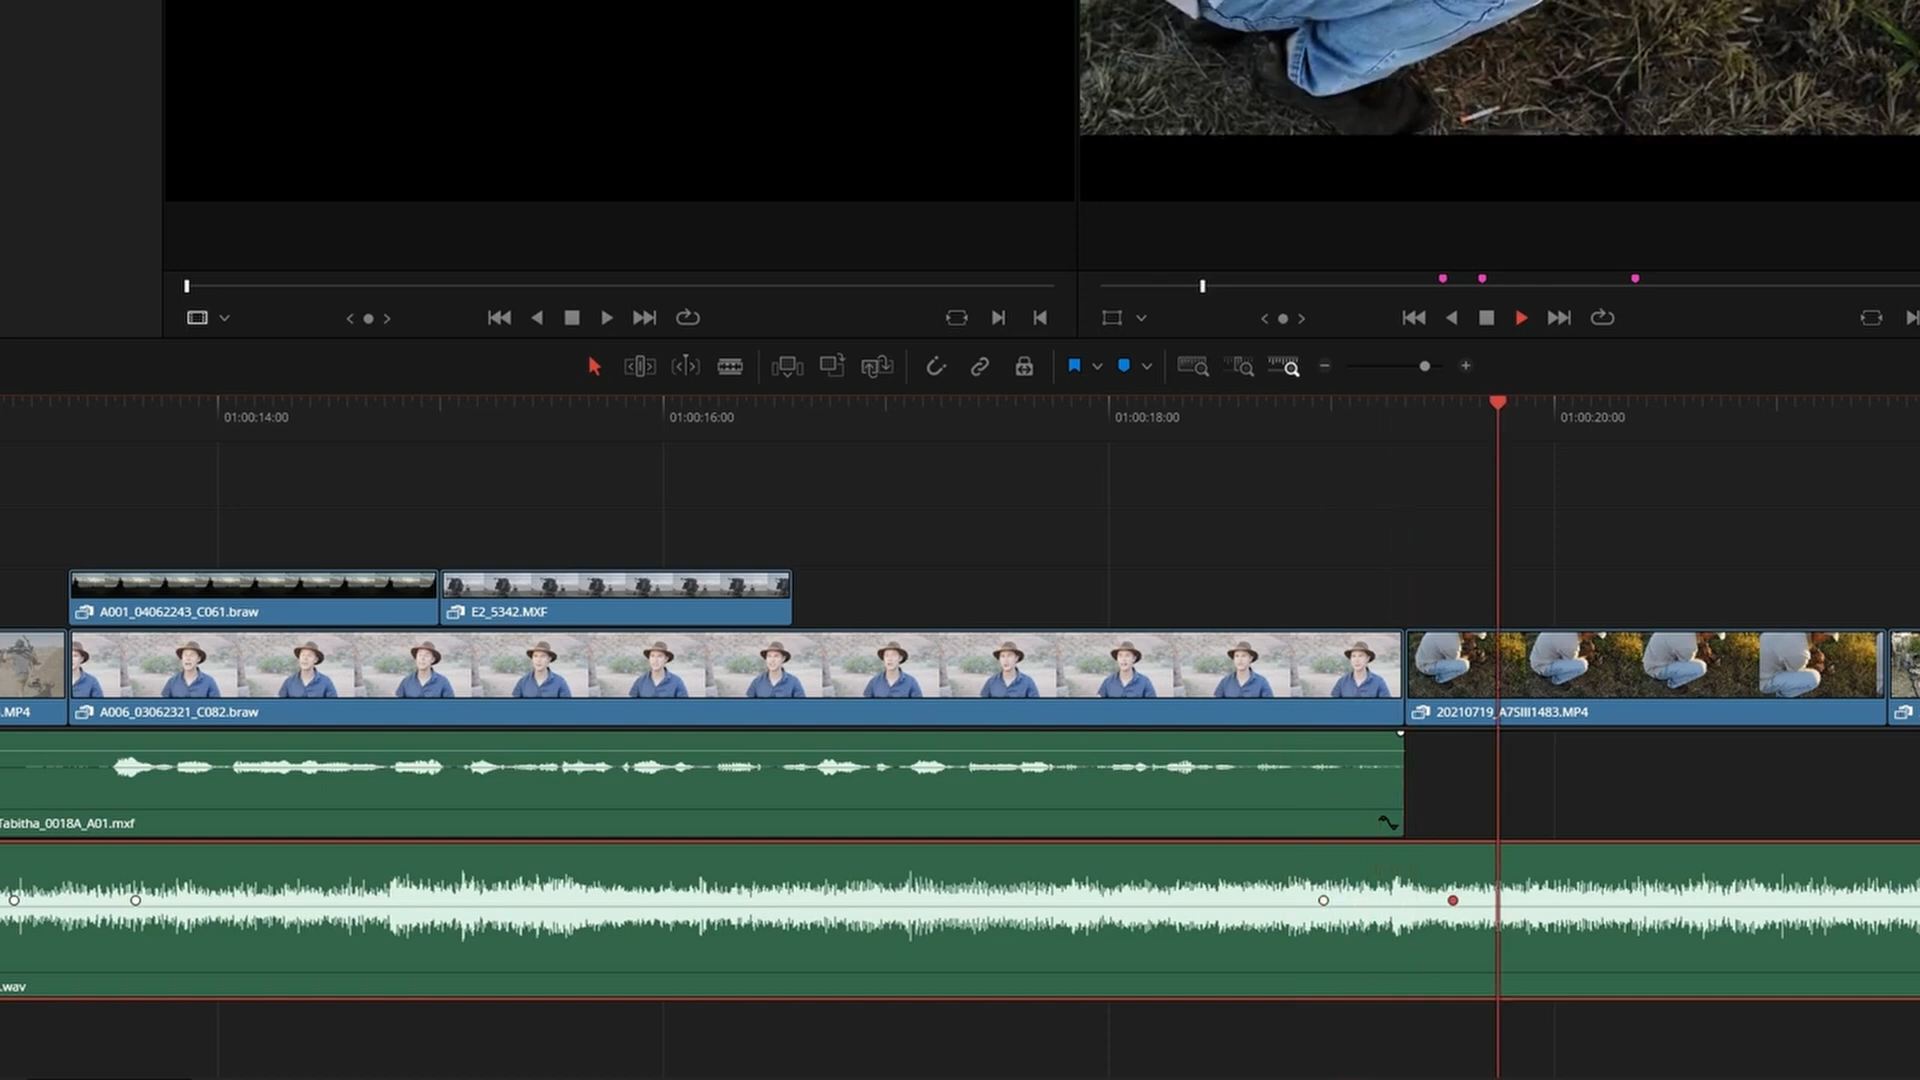 01:00:14:00
01:00:16:00
01:00:18:00
01:00:20:00
A001_04062243_C061.braw
E2_5342.MXF
.MP4
A006_03062321_C082.braw
20210719_A7SIII1483.MP4
Tabitha_0018A_A01.mxf
.wav